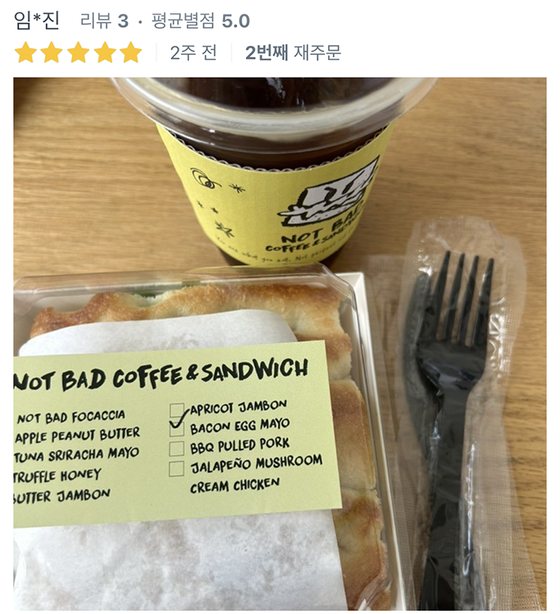 임*진 리뷰 3 · 평균별점 5.0
2주 전 2번째 재주문
NOT BAD
COFFEE & SANDWICH
NOT BAD COFFEE & SANDWICH
NOT BAD FOCACCIA
APPLE PEANUT BUTTER
TUNA SRIRACHA MAYO
TRUFFLE HONEY
BUTTER JAMBON
APRICOT JAMBON
BACON EGG MAYO
BBQ PULLED PORK
JALAPEÑO MUSHROOM
CREAM CHICKEN